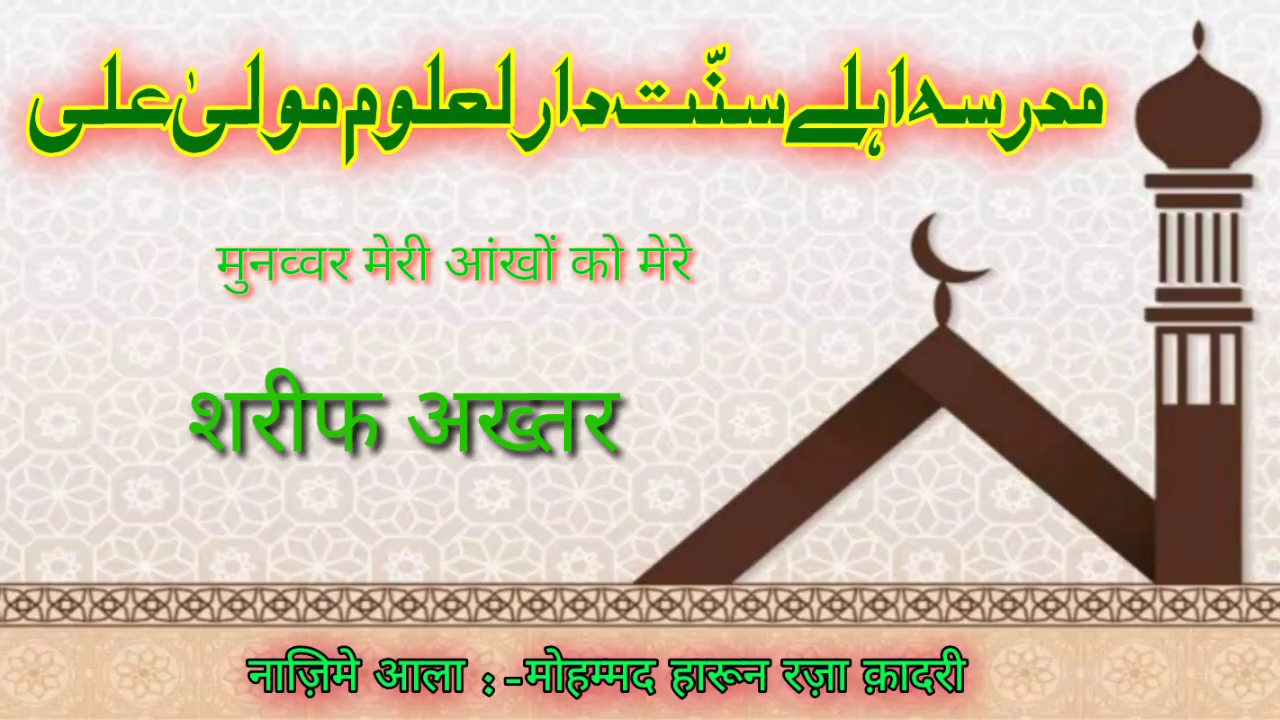 مدرسہ اہلے سنّت دار لعلوم مولیٰ علی
मुनव्वर मेरी आंखों को मेरे
शरीफ अख्तर
नाज़िमे आला :-मोहम्मद हारून रज़ा क़ादरी